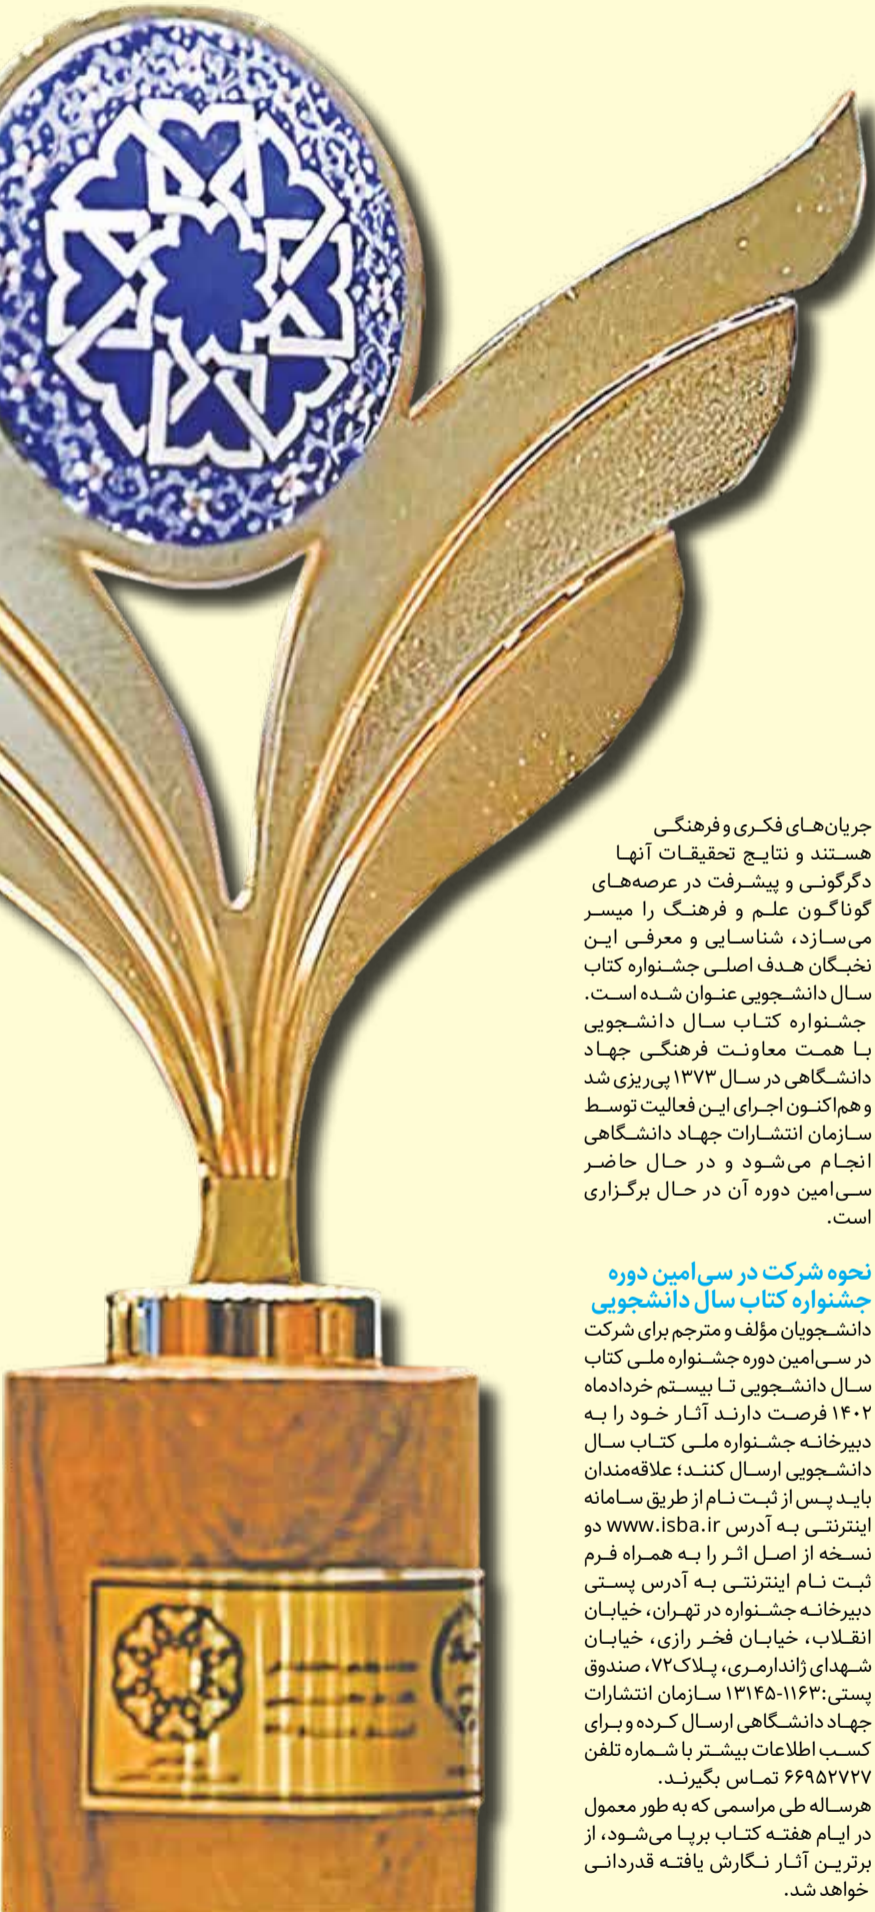 جریان‌های فکری و فرهنگی
هستند و نتایج تحقیقات آنها
دگرگونی و پیشرفت در عرصه‌های
گوناگون علم و فرهنگ را میسر
می‌سازد، شناسایی و معرفی این
نخبگان هدف اصلی جشنواره کتاب
سال دانشجویی عنوان شده است.
جشنواره کتاب سال دانشجویی
با همت معاونت فرهنگی جهاد
دانشگاهی در سال ۱۳۷۳ پی‌ریزی شد
و هم‌اکنون اجرای این فعالیت توسط
سازمان انتشارات جهاد دانشگاهی
انجام می‌شود و در حال حاضر
سی‌امین دوره آن در حال برگزاری
است.
نحوه شرکت در سی‌امین دوره
جشنواره کتاب سال دانشجویی
دانشجویان مؤلف و مترجم برای شرکت
در سی‌امین دوره جشنواره ملی کتاب
سال دانشجویی تا بیستم خردادماه
۱۴۰۲ فرصت دارند آثار خود را به
دبیرخانه جشنواره ملی کتاب سال
دانشجویی ارسال کنند؛ علاقه‌مندان
باید پس از ثبت نام از طریق سامانه
اینترنتی به آدرس www.isba.ir دو
نسخه از اصل اثر را به همراه فرم
ثبت نام اینترنتی به آدرس پستی
دبیرخانه جشنواره در تهران، خیابان
انقلاب، خیابان فخر رازی، خیابان
شهدای ژاندارمری، پلاک۷۲، صندوق
پستی:۱۱۶۳-۱۳۱۴۵ سازمان انتشارات
جهاد دانشگاهی ارسال کرده و برای
کسب اطلاعات بیشتر با شماره تلفن
۶۶۹۵۲۷۲۷ تماس بگیرند.
هرساله طی مراسمی که به طور معمول
در ایام هفته کتاب برپا می‌شود، از
برترین آثار نگارش یافته قدردانی
خواهد شد.